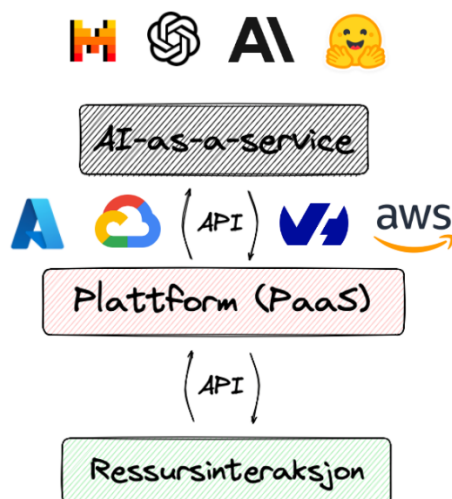 AI-as-a-service
API
aws
Plattform (PaaS)
API
Ressursinteraksjon